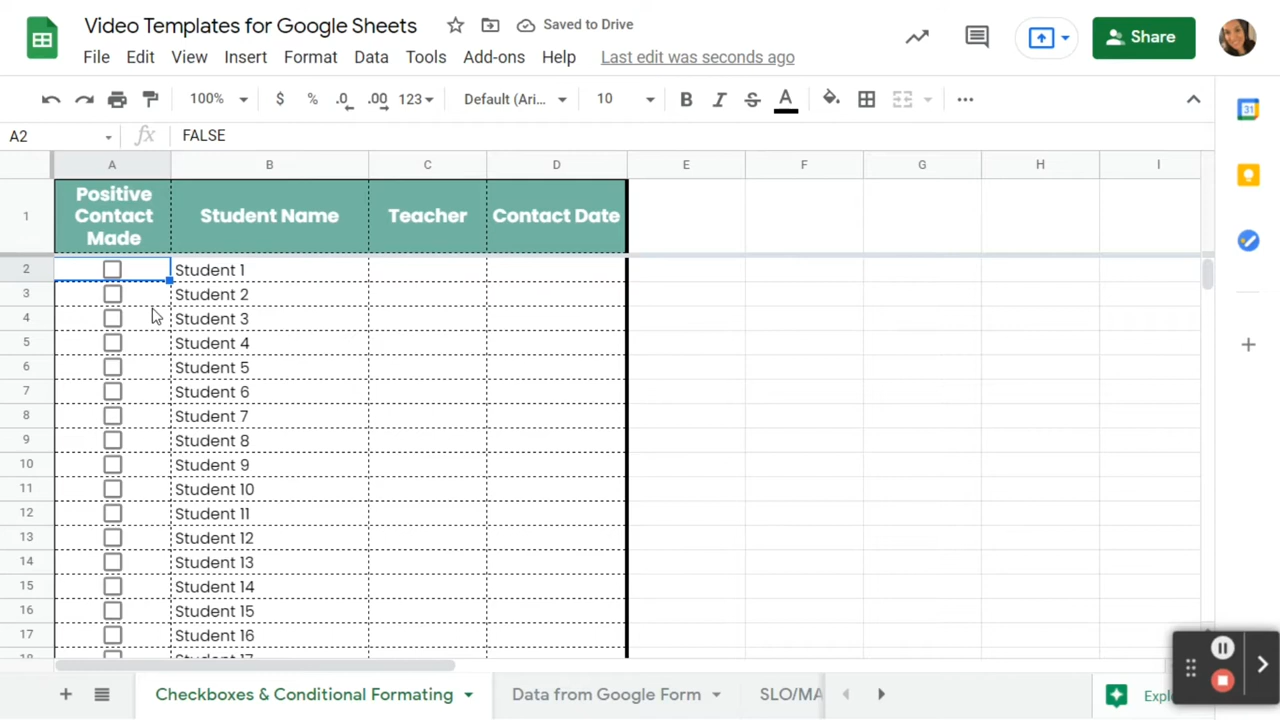 Video Templates for Google Sheets
Saved to Drive
Share
File Edit View Insert Format Data Tools Add-ons Help Last edit was seconds ago
100% $ % .0 .00 123 Default (Ari... 10 B I S A
A2 fx FALSE
A B C D E F G H I
1 Positive Contact Made Student Name Teacher Contact Date
2 Student 1
3 Student 2
4 Student 3
5 Student 4
6 Student 5
7 Student 6
8 Student 7
9 Student 8
10 Student 9
11 Student 10
12 Student 11
13 Student 12
14 Student 13
15 Student 14
16 Student 15
17 Student 16
31
Checkboxes & Conditional Formating Data from Google Form SLO/MA
Explo